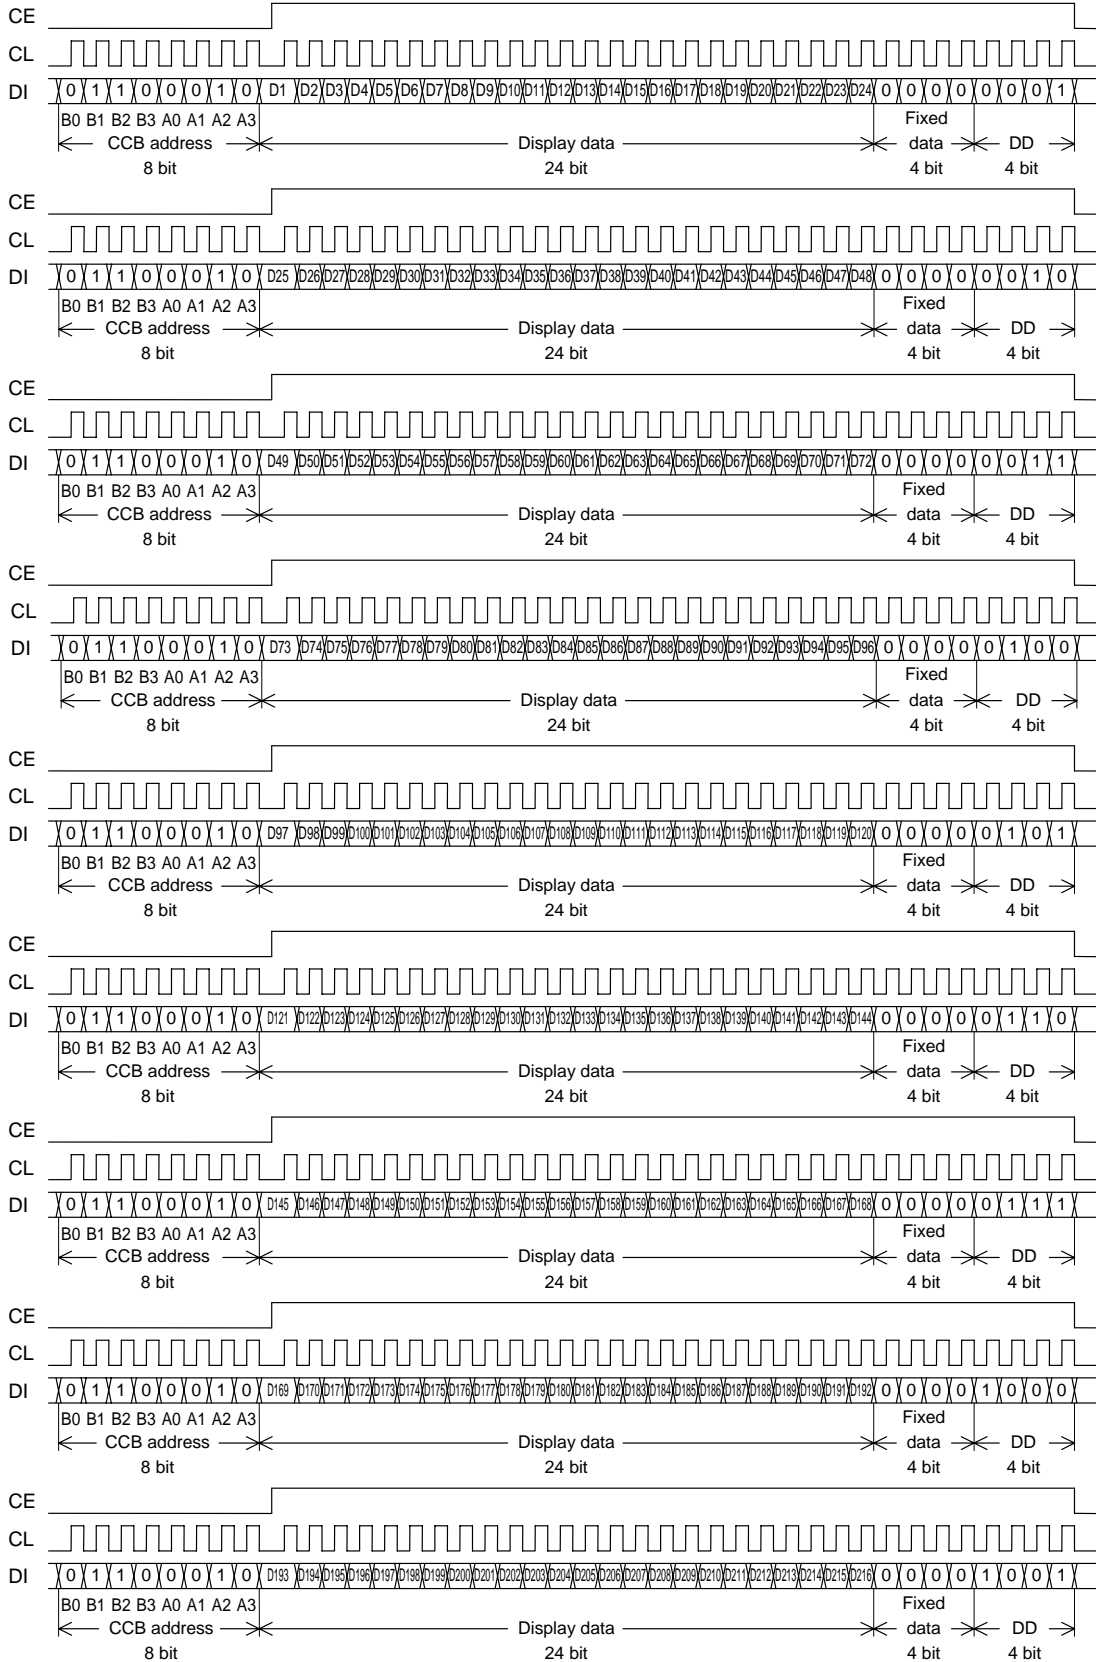 CE
CL
DI 0 1 1 0 0 0 1 0 D1 D2 D3 D4 D5 D6 D7 D8 D9 D10 D11 D12 D13 D14 D15 D16 D17 D18 D19 D20 D21 D22 D23 D24 0 0 0 0 0 0 0 1
B0 B1 B2 B3 A0 A1 A2 A3 Fixed
CCB address Display data data DD
8 bit 24 bit 4 bit 4 bit
CE
CL
DI 0 1 1 0 0 0 1 0 D25 D26 D27 D28 D29 D30 D31 D32 D33 D34 D35 D36 D37 D38 D39 D40 D41 D42 D43 D44 D45 D46 D47 D48 0 0 0 0 0 0 1 0
B0 B1 B2 B3 A0 A1 A2 A3 Fixed
CCB address Display data data DD
8 bit 24 bit 4 bit 4 bit
CE
CL
DI 0 1 1 0 0 0 1 0 D49 D50 D51 D52 D53 D54 D55 D56 D57 D58 D59 D60 D61 D62 D63 D64 D65 D66 D67 D68 D69 D70 D71 D72 0 0 0 0 0 0 1 1
B0 B1 B2 B3 A0 A1 A2 A3 Fixed
CCB address Display data data DD
8 bit 24 bit 4 bit 4 bit
CE
CL
DI 0 1 1 0 0 0 1 0 D73 D74 D75 D76 D77 D78 D79 D80 D81 D82 D83 D84 D85 D86 D87 D88 D89 D90 D91 D92 D93 D94 D95 D96 0 0 0 0 0 1 0 0
B0 B1 B2 B3 A0 A1 A2 A3 Fixed
CCB address Display data data DD
8 bit 24 bit 4 bit 4 bit
CE
CL
DI 0 1 1 0 0 0 1 0 D97 D98 D99 D100 D101 D102 D103 D104 D105 D106 D107 D108 D109 D110 D111 D112 D113 D114 D115 D116 D117 D118 D119 D120 0 0 0 0 0 1 0 1
B0 B1 B2 B3 A0 A1 A2 A3 Fixed
CCB address Display data data DD
8 bit 24 bit 4 bit 4 bit
CE
CL
DI 0 1 1 0 0 0 1 0 D121 D122 D123 D124 D125 D126 D127 D128 D129 D130 D131 D132 D133 D134 D135 D136 D137 D138 D139 D140 D141 D142 D143 D144 0 0 0 0 0 1 1 0
B0 B1 B2 B3 A0 A1 A2 A3 Fixed
CCB address Display data data DD
8 bit 24 bit 4 bit 4 bit
CE
CL
DI 0 1 1 0 0 0 1 0 D145 D146 D147 D148 D149 D150 D151 D152 D153 D154 D155 D156 D157 D158 D159 D160 D161 D162 D163 D164 D165 D166 D167 D168 0 0 0 0 0 1 1 1
B0 B1 B2 B3 A0 A1 A2 A3 Fixed
CCB address Display data data DD
8 bit 24 bit 4 bit 4 bit
CE
CL
DI 0 1 1 0 0 0 1 0 D169 D170 D171 D172 D173 D174 D175 D176 D177 D178 D179 D180 D181 D182 D183 D184 D185 D186 D187 D188 D189 D190 D191 D192 0 0 0 0 1 0 0 0
B0 B1 B2 B3 A0 A1 A2 A3 Fixed
CCB address Display data data DD
8 bit 24 bit 4 bit 4 bit
CE
CL
DI 0 1 1 0 0 0 1 0 D193 D194 D195 D196 D197 D198 D199 D200 D201 D202 D203 D204 D205 D206 D207 D208 D209 D210 D211 D212 D213 D214 D215 D216 0 0 0 0 1 0 0 1
B0 B1 B2 B3 A0 A1 A2 A3 Fixed
CCB address Display data data DD
8 bit 24 bit 4 bit 4 bit